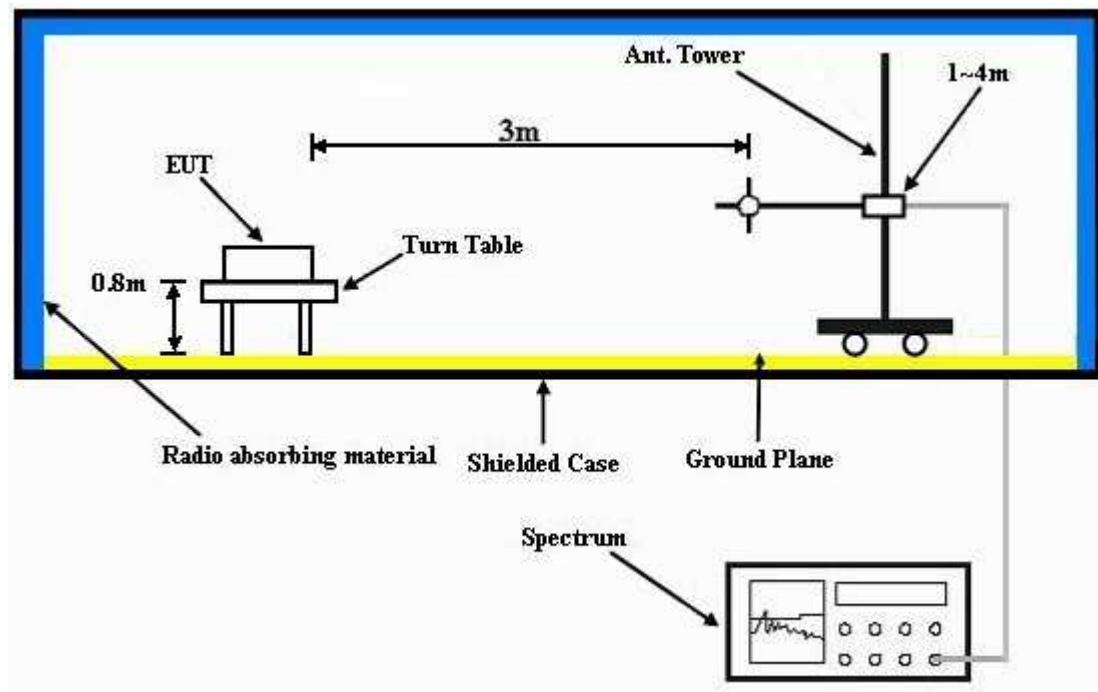 Ant. Tower
1~4m
3m
EUT
Turn Table
0.8m
Radio absorbing material
Shielded Case
Ground Plane
Spectrum